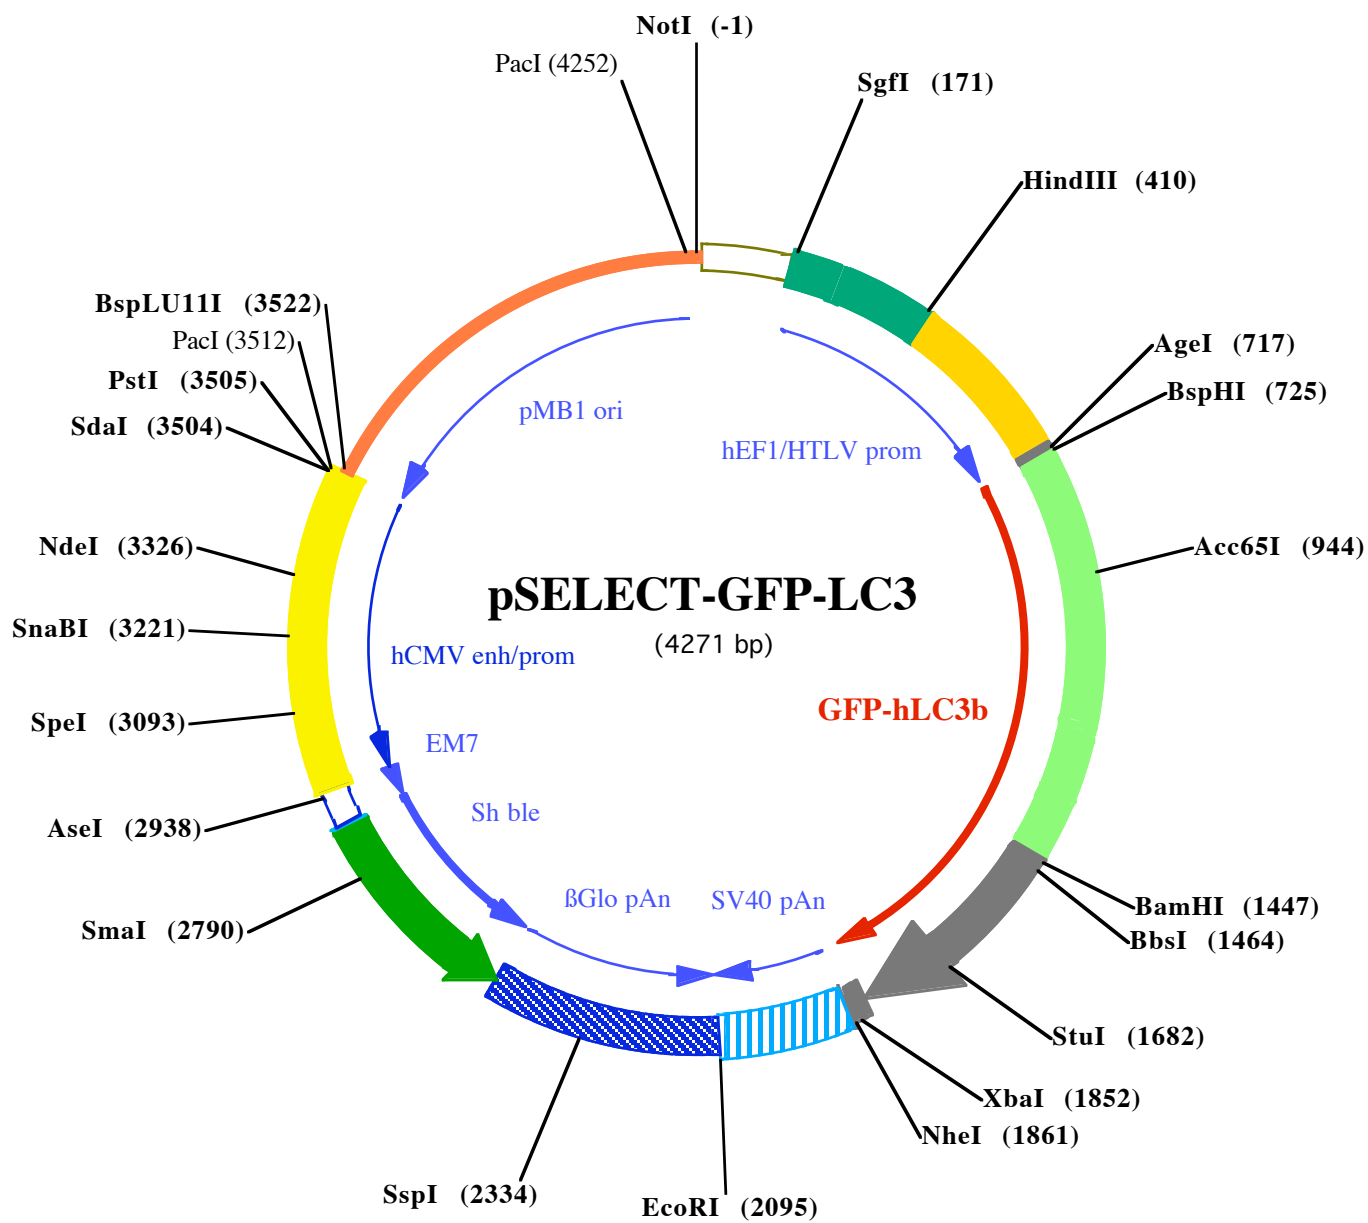 NotI (-1)
PacI (4252)
SgfI (171)
HindIII (410)
BspLU11I (3522)
PacI (3512)
PstI (3505)
SdaI (3504)
AgeI (717)
BspHI (725)
pMB1 ori
hEF1/HTLV prom
NdeI (3326)
Acc65I (944)
pSELECT-GFP-LC3
(4271 bp)
SnaBI (3221)
hCMV enh/prom
SpeI (3093)
GFP-hLC3b
EM7
AseI (2938)
Sh ble
ßGlo pAn
SV40 pAn
SmaI (2790)
BamHI (1447)
BbsI (1464)
StuI (1682)
XbaI (1852)
NheI (1861)
SspI (2334)
EcoRI (2095)